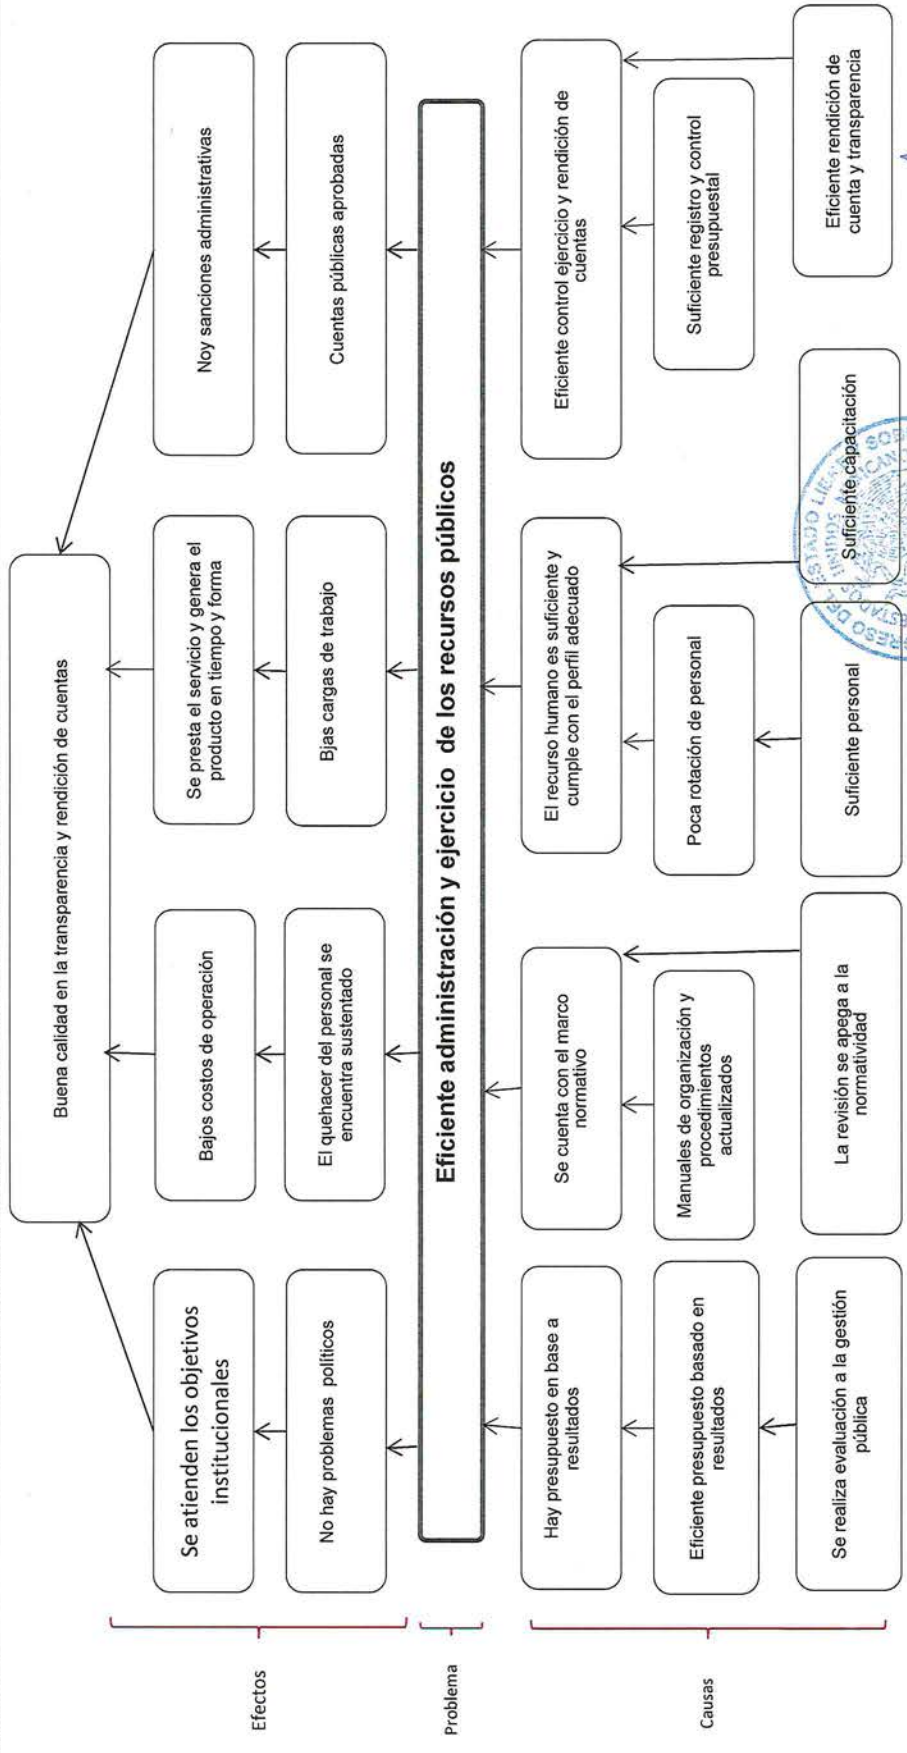 Buena calidad en la transparencia y rendición de cuentas
Efectos
Se atienden los objetivos
institucionales
Bajos costos de operación
Se presta el servicio y genera el
producto en tiempo y forma
Noy sanciones administrativas
No hay problemas políticos
El quehacer del personal se
encuentra sustentado
Bjas cargas de trabajo
Cuentas públicas aprobadas
Problema
Eficiente administración y ejercicio de los recursos públicos
Causas
Hay presupuesto en base a
resultados
Se cuenta con el marco
normativo
El recurso humano es suficiente y
cumple con el perfil adecuado
Eficiente control ejercicio y rendición de
cuentas
Eficiente presupuesto basado en
resultados
Manuales de organización y
procedimientos
actualizados
Poca rotación de personal
Suficiente registro y control
presupuestal
Se realiza evaluación a la gestión
pública
La revisión se apega a la
normatividad
Suficiente personal
Suficiente capacitación
Eficiente rendición de
cuenta y transparencia